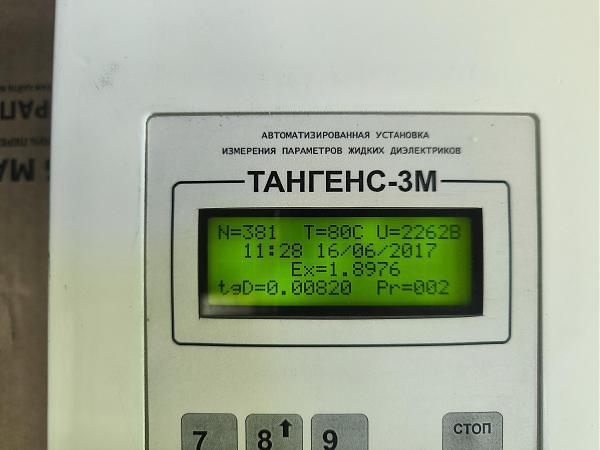 АВТОМАТИЗИРОВАННАЯ УСТАНОВКА
ИЗМЕРЕНИЯ ПАРАМЕТРОВ ЖИДКИХ ДИЭЛЕКТРИКОВ
ТАНГЕНС-3М
N=381 T=80C U=2262В
11:28 16/06/2017
Ex=1.8976
tgD=0.00820 Pr=002
7 8 9 СТОП